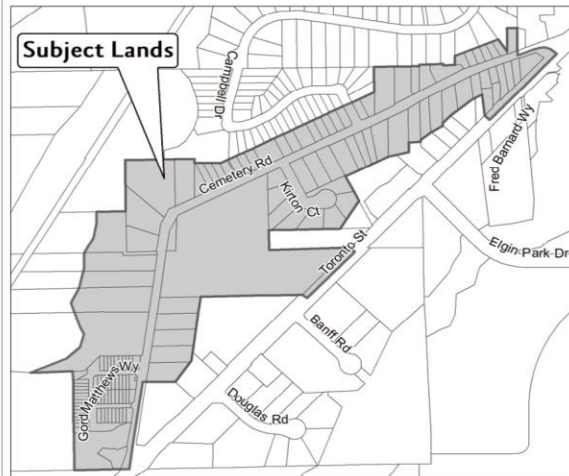 Subject Lands
Campbell Dr
Cemetery Rd
Kirton Ct
Fred Barnard Wy
Toronto St
Elgin Park Dr
Banff Rd
Douglas Rd
Gord Matthews Wy